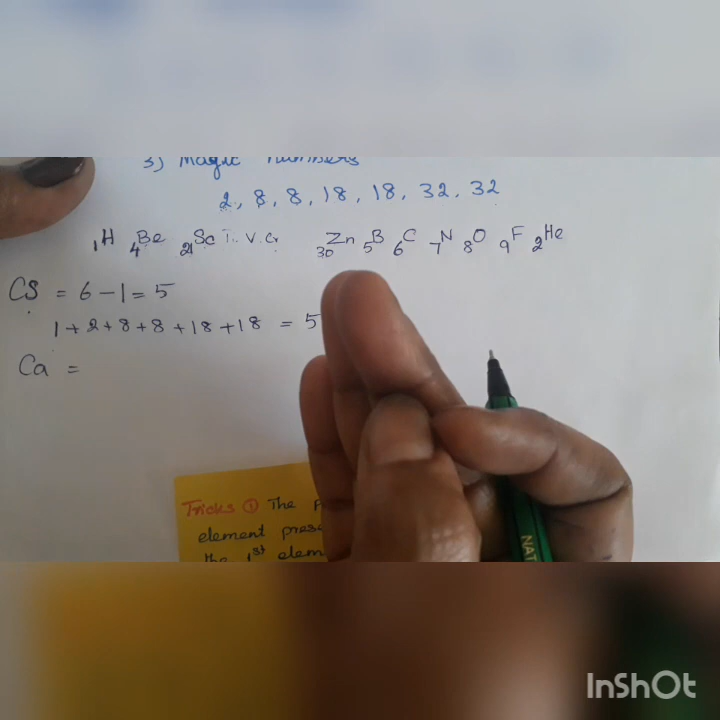 3) Magic numbers
2, 8, 8, 18, 18, 32, 32
1H 4Be 21Sc Ti V Cr 30Zn 5B 6C 7N 8O 9F 2He
CS = 6 - 1 = 5
1 + 2 + 8 + 8 + 18 + 18 = 5
Ca =
Tricks ① The
element
the 1st elem
NAT
InShOt